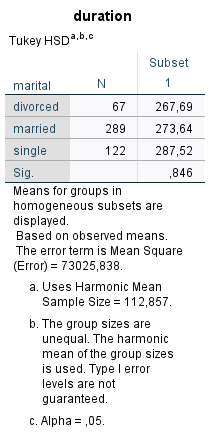 duration
Tukey HSDa,b,c
Subset
marital N 1
divorced 67 267,69
married 289 273,64
single 122 287,52
Sig. ,846
Means for groups in
homogeneous subsets are
displayed.
Based on observed means.
The error term is Mean Square
(Error) = 73025,838.
a. Uses Harmonic Mean
Sample Size = 112,857.
b. The group sizes are
unequal. The harmonic
mean of the group sizes
is used. Type I error
levels are not
guaranteed.
c. Alpha = ,05.